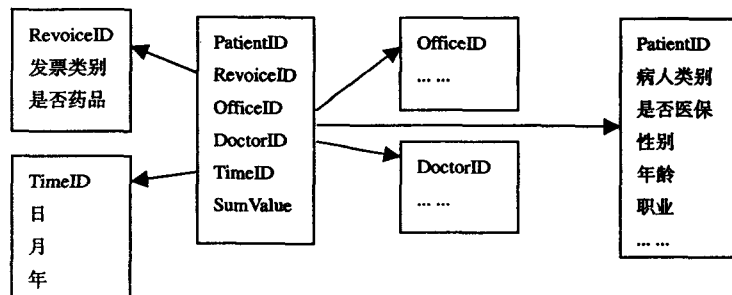 RevoiceID
发票类别
是否药品
TimeID
日
月
年
PatientID
RevoiceID
OfficeID
DoctorID
TimeID
SumValue
OfficeID
... ...
DoctorID
... ...
PatientID
病人类别
是否医保
性别
年龄
职业
... ...